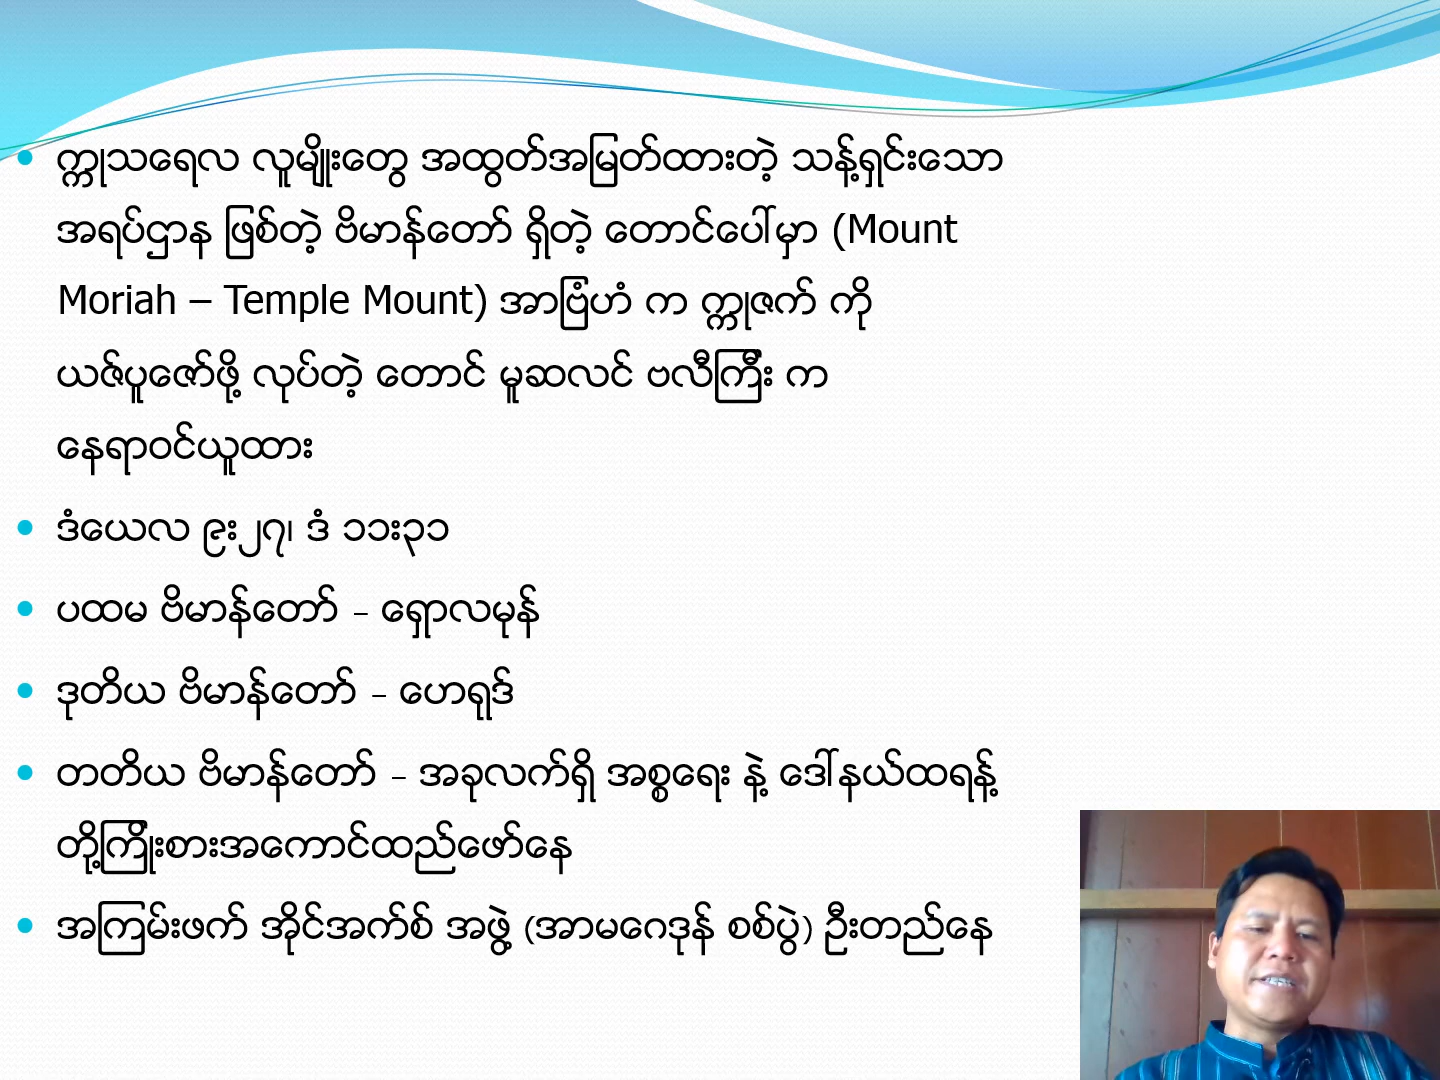 • ဣုသရေလ လူမျိုးတွေ အထွတ်အမြတ်ထားတဲ့ သန့်ရှင်းသော
အရပ်ဌာန ဖြစ်တဲ့ ဗိမာန်တော် ရှိတဲ့ တောင်ပေါ်မှာ (Mount
Moriah – Temple Mount) အာဗြံဟံ က ဣုဇက် ကို
ယဇ်ပူဇော်ဖို့ လုပ်တဲ့ တောင် မူဆလင် ဗလီကြီး က
နေရာဝင်ယူထား
• ဒံယေလ ၉း၂၇၊ ဒံ ၁၁း၃၁
• ပထမ ဗိမာန်တော် – ရှောလမုန်
• ဒုတိယ ဗိမာန်တော် – ဟေရုဒ်
• တတိယ ဗိမာန်တော် – အခုလက်ရှိ အစ္စရေး နဲ့ ဒေါ်နယ်ထရန့်
တို့ကြိုးစားအကောင်ထည်ဖော်နေ
• အကြမ်းဖက် အိုင်အက်စ် အဖွဲ့ (အာမဂေဒုန် စစ်ပွဲ) ဦးတည်နေ